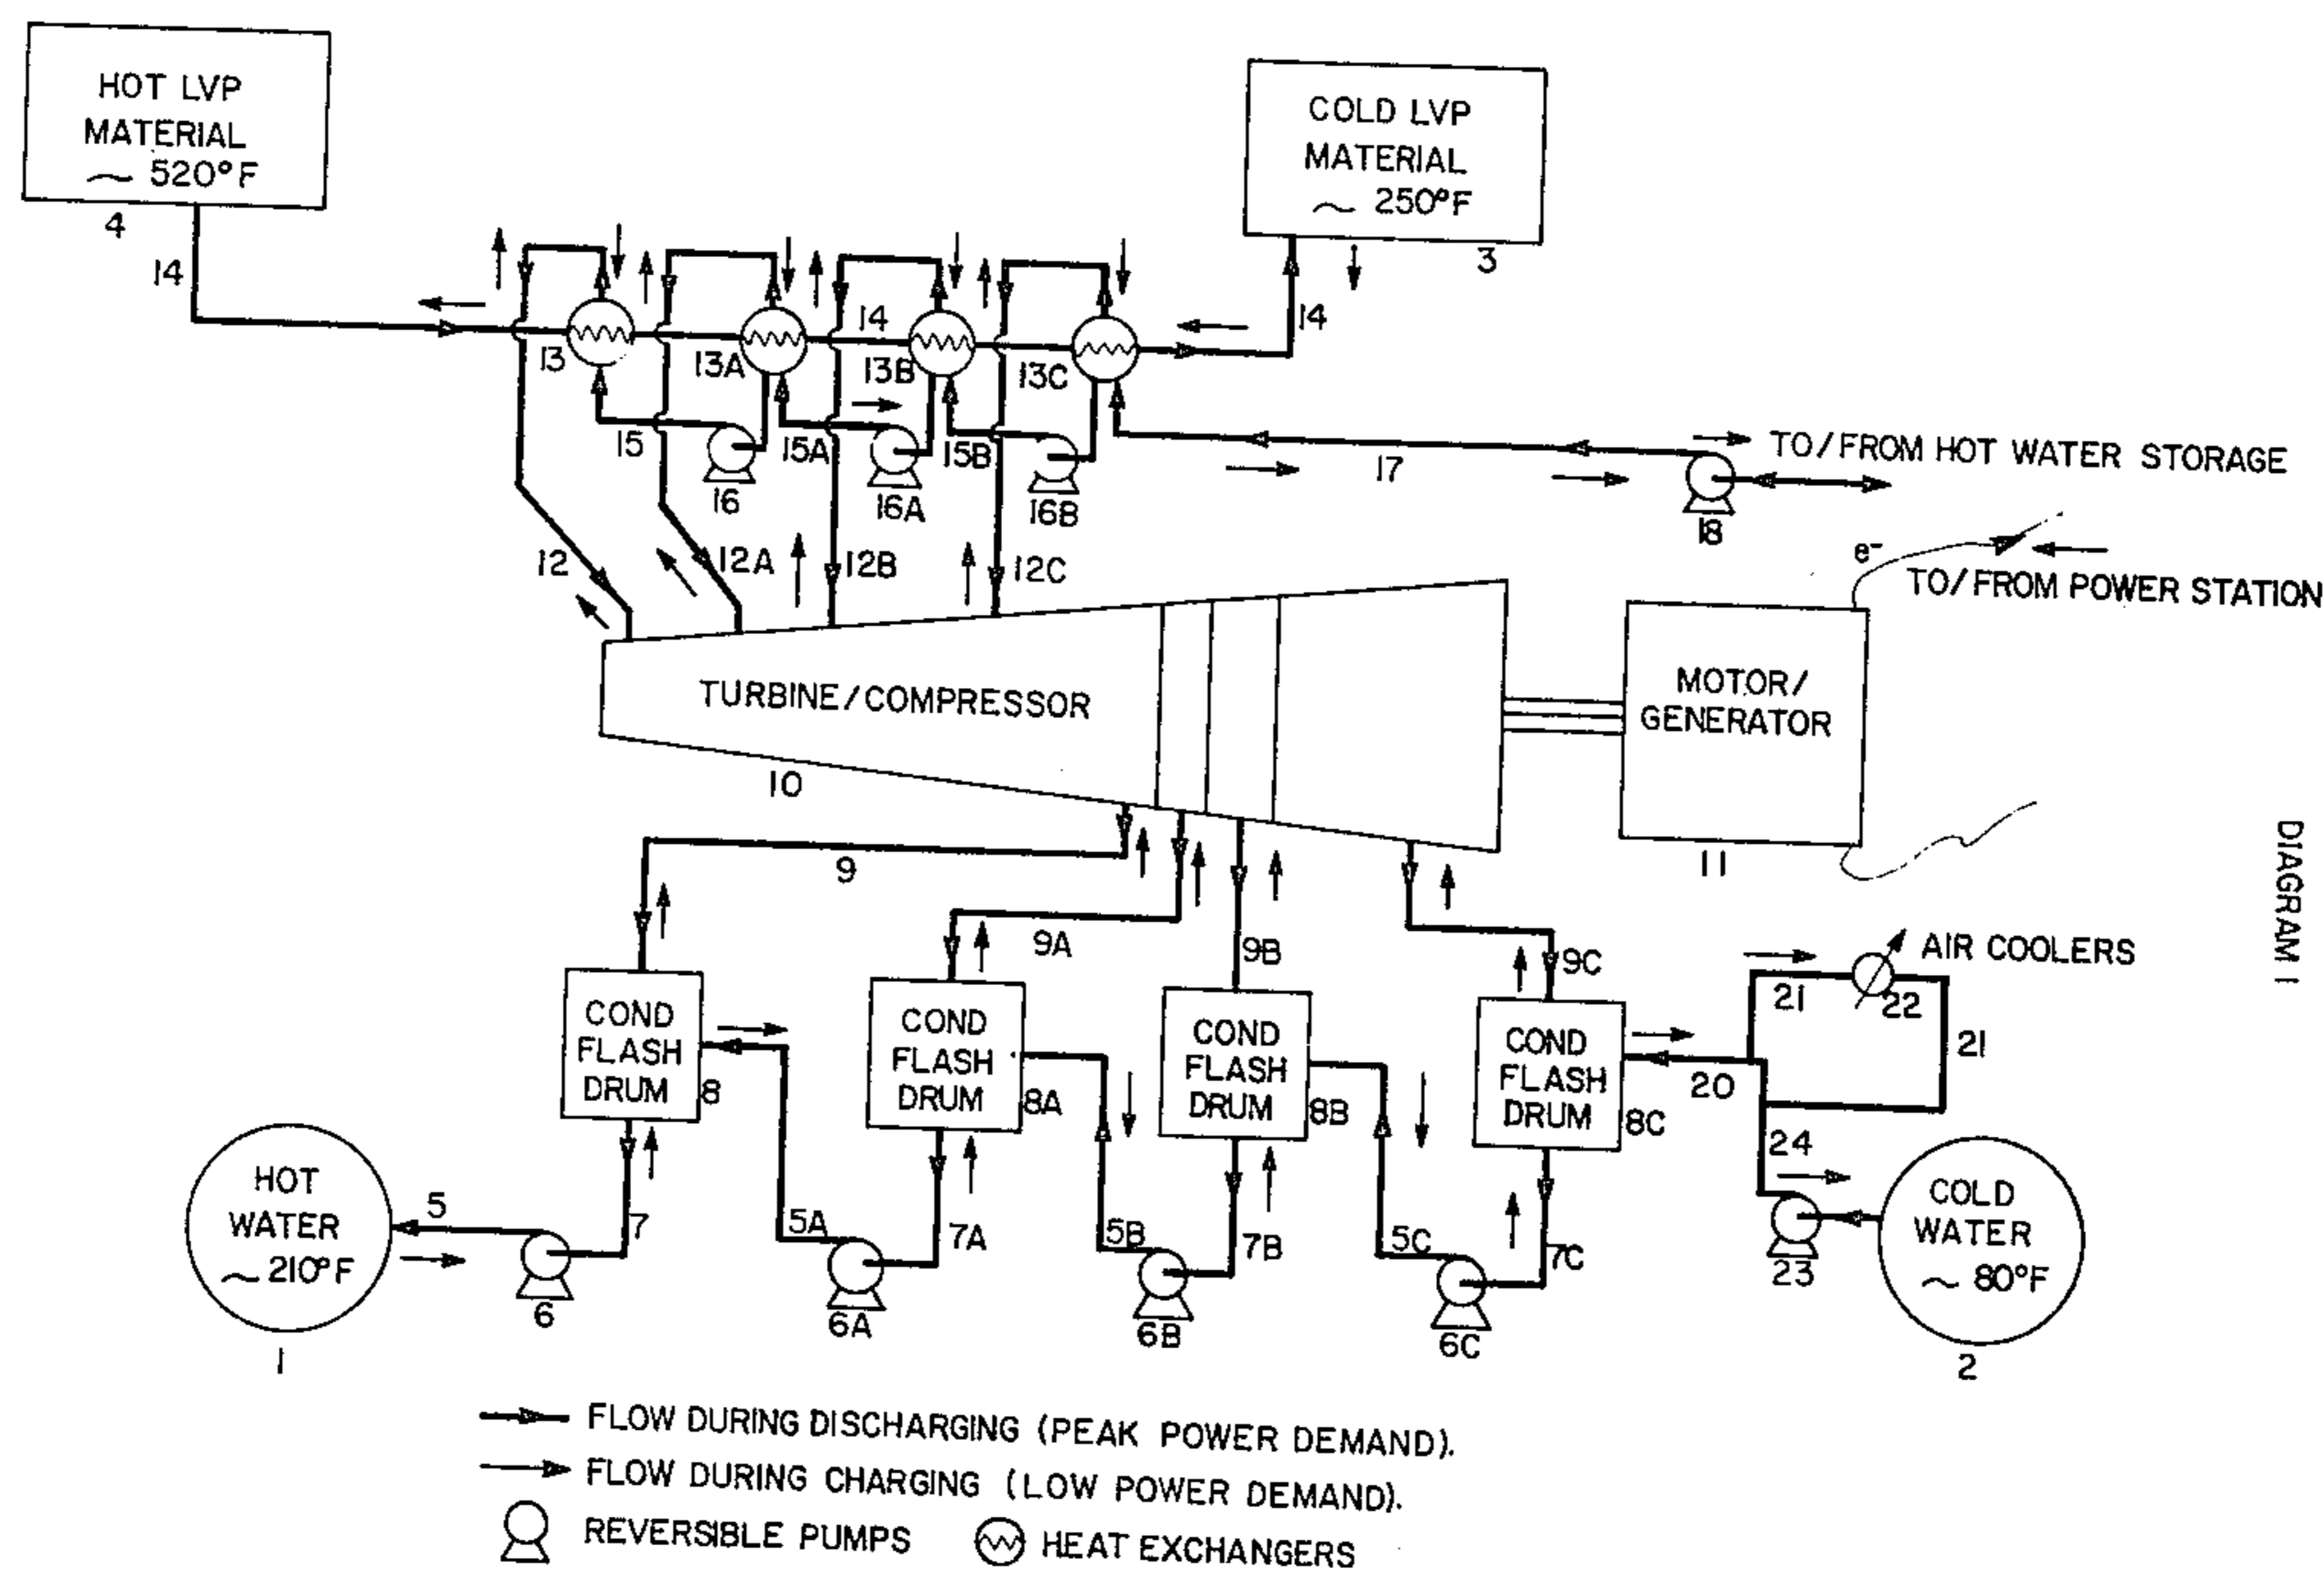 HOT LVP
MATERIAL
~ 520°F
4
COLD LVP
MATERIAL
~ 250°F
3
14
14
14
13
13A
13B
13C
15
15A
15B
16
16A
16B
17
18
TO/FROM HOT WATER STORAGE
12
12A
12B
12C
e-
TO/FROM POWER STATION
TURBINE/COMPRESSOR
10
MOTOR/
GENERATOR
11
DIAGRAM I
9
9A
9B
9C
COND
FLASH
DRUM
8
COND
FLASH
DRUM
8A
COND
FLASH
DRUM
8B
COND
FLASH
DRUM
8C
AIR COOLERS
21
22
21
20
24
HOT
WATER
~ 210°F
1
5
7
6
5A
7A
6A
5B
7B
6B
5C
7C
6C
23
COLD
WATER
~ 80°F
2
FLOW DURING DISCHARGING (PEAK POWER DEMAND).
FLOW DURING CHARGING (LOW POWER DEMAND).
REVERSIBLE PUMPS
HEAT EXCHANGERS